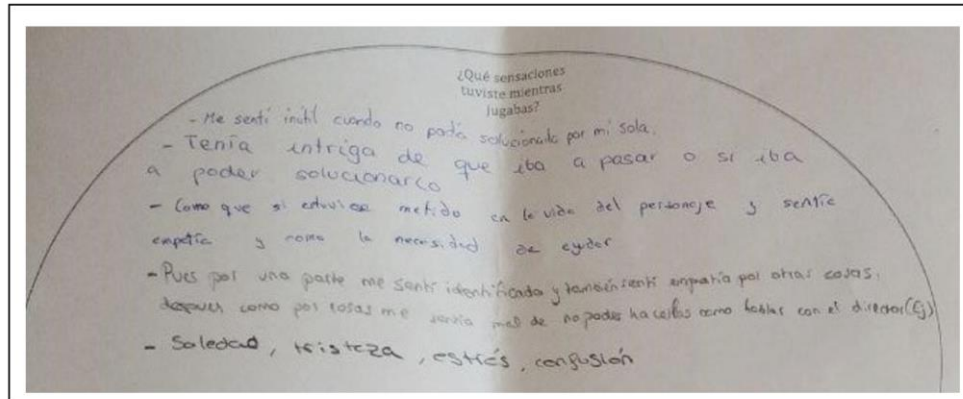 ¿Qué sensaciones
tuviste mientras
jugabas?
- Me sentí inútil cuando no podía solucionarlo por mi sola.
- Tenía intriga de que iba a pasar o si iba
a poder solucionarlo
- Como que si estuviese metido en la vida del personaje y sentía
empatía y como la necesidad de ayudar
- Pues por una parte me sentí identificada y también sentí empatía por otras cosas,
después como por cosas me sentía mal de no poder hacerlas como hablar con el director (Ej)
- Soledad, tristeza, estrés, confusión